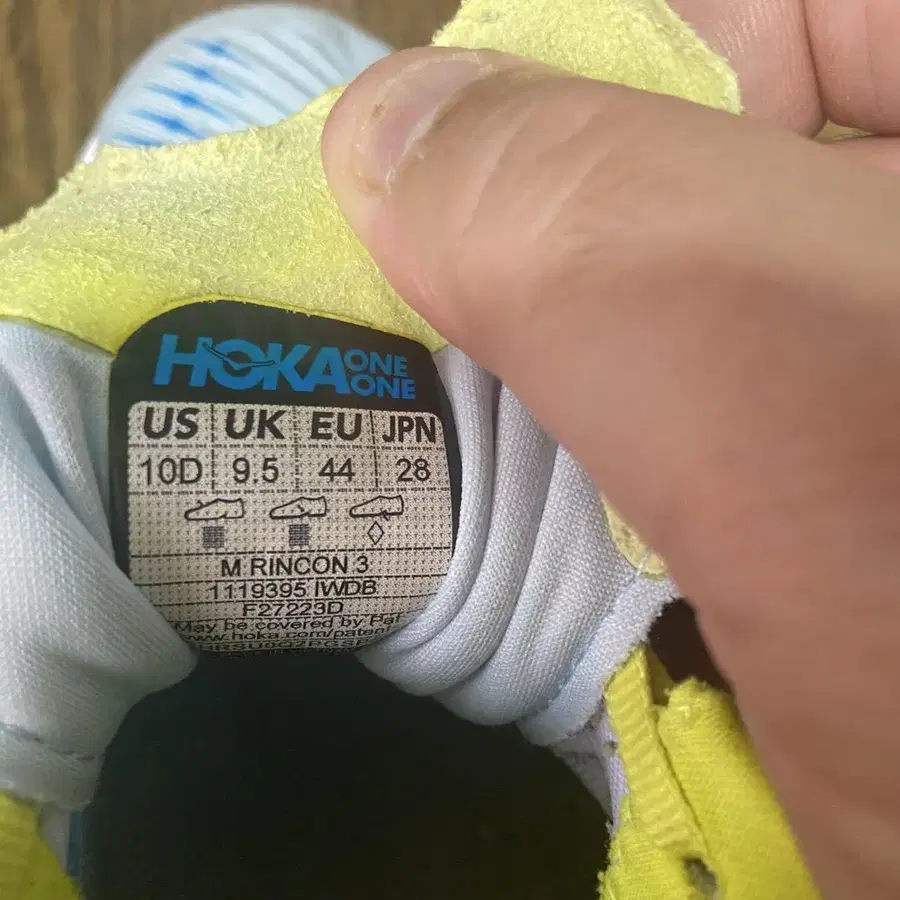 HOKA ONE ONE
US UK EU JPN
10D 9.5 44 28
M RINCON 3
1119395 IWDB
F27223D
May be covered by Pat
www.hoka.com/paten